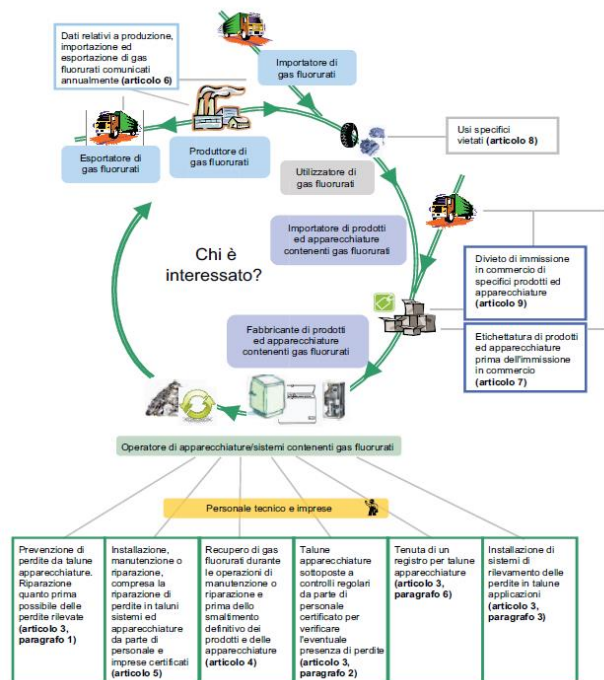 Dati relativi a produzione,
importazione ed
esportazione di gas
fluorurati comunicati
annualmente (articolo 6)
Importatore di
gas fluorurati
Esportatore di
gas fluorurati
Produttore di
gas fluorurati
Usi specifici
vietati (articolo 8)
Utilizzatore di
gas fluorurati
Importatore di prodotti
ed apparecchiature
contenenti gas fluorurati
Chi è
interessato?
Divieto di immissione
in commercio di
specifici prodotti ed
apparecchiature
(articolo 9)
Fabbricante di prodotti
ed apparecchiature
contenenti gas fluorurati
Etichettatura di prodotti
ed apparecchiature
prima dell'immissione
in commercio
(articolo 7)
Operatore di apparecchiature/sistemi contenenti gas fluorurati
Personale tecnico e imprese
Prevenzione di
perdite da talune
apparecchiature.
Riparazione
quanto prima
possibile delle
perdite rilevate
(articolo 3,
paragrafo 1)
Installazione,
manutenzione o
riparazione,
compresa la
riparazione di
perdite in taluni
sistemi ed
apparecchiature
da parte di
personale e
imprese certificati
(articolo 5)
Recupero di gas
fluorurati durante
le operazioni di
manutenzione o
riparazione e
prima dello
smaltimento
definitivo dei
prodotti e delle
apparecchiature
(articolo 4)
Talune
apparecchiature
sottoposte a
controlli regolari
da parte di
personale
certificato per
verificare
l'eventuale
presenza di perdite
(articolo 3,
paragrafo 2)
Tenuta di un
registro per talune
apparecchiature
(articolo 3,
paragrafo 6)
Installazione di
sistemi di
rilevamento delle
perdite in talune
applicazioni
(articolo 3,
paragrafo 3)